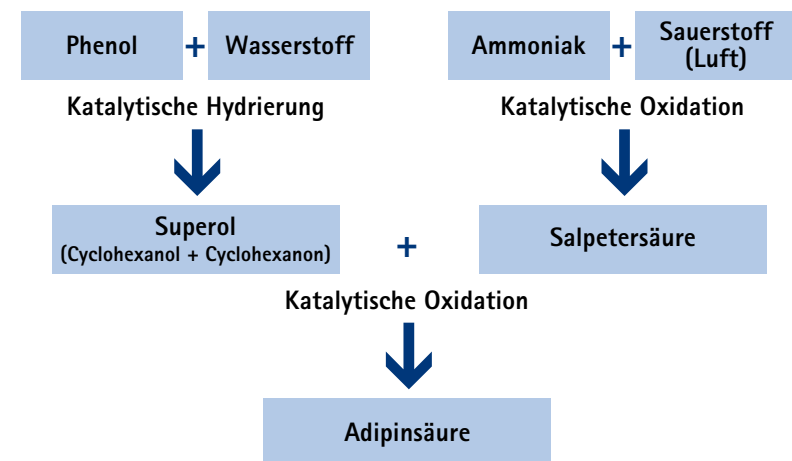 Phenol + Wasserstoff
Ammoniak + Sauerstoff
(Luft)
Katalytische Hydrierung
Katalytische Oxidation
Superol
(Cyclohexanol + Cyclohexanon)
+
Salpetersäure
Katalytische Oxidation
Adipinsäure